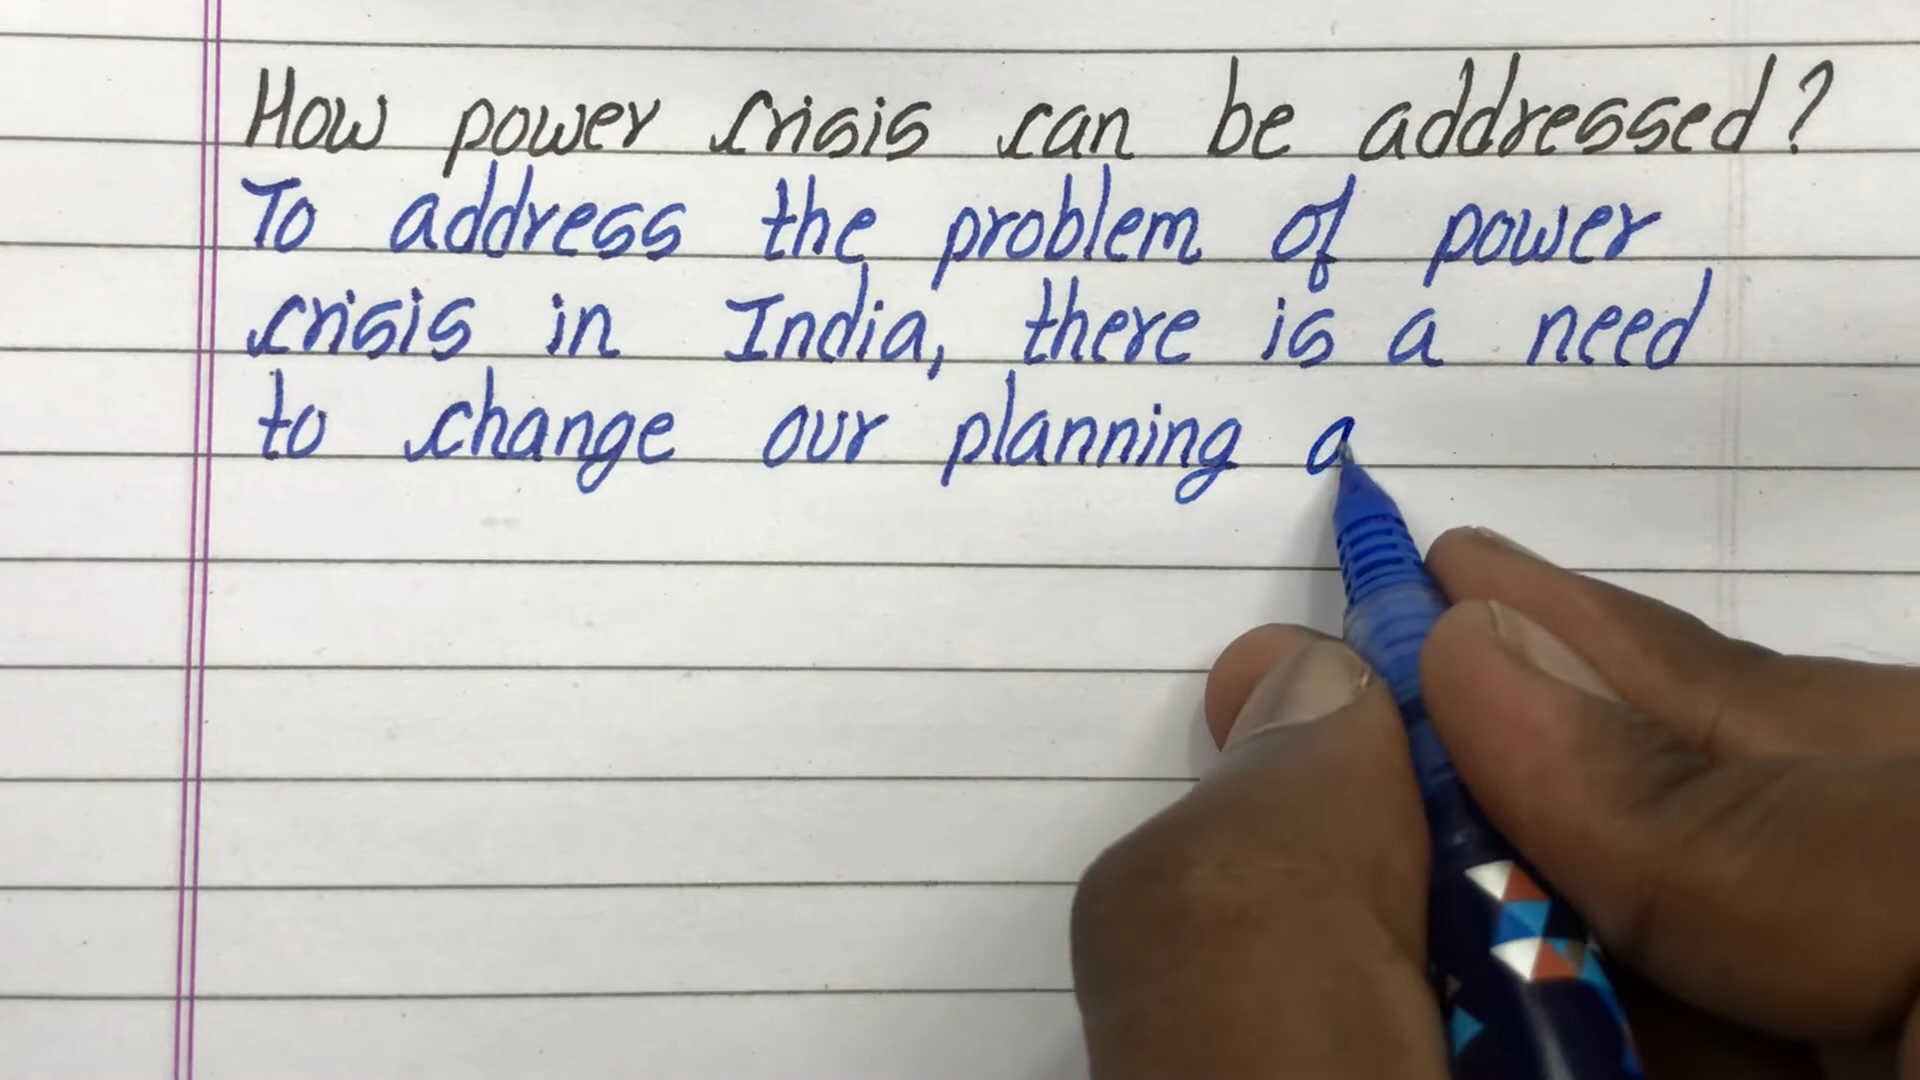 How power crisis can be addressed?
To address the problem of power
crisis in India, there is a need
to change our planning a